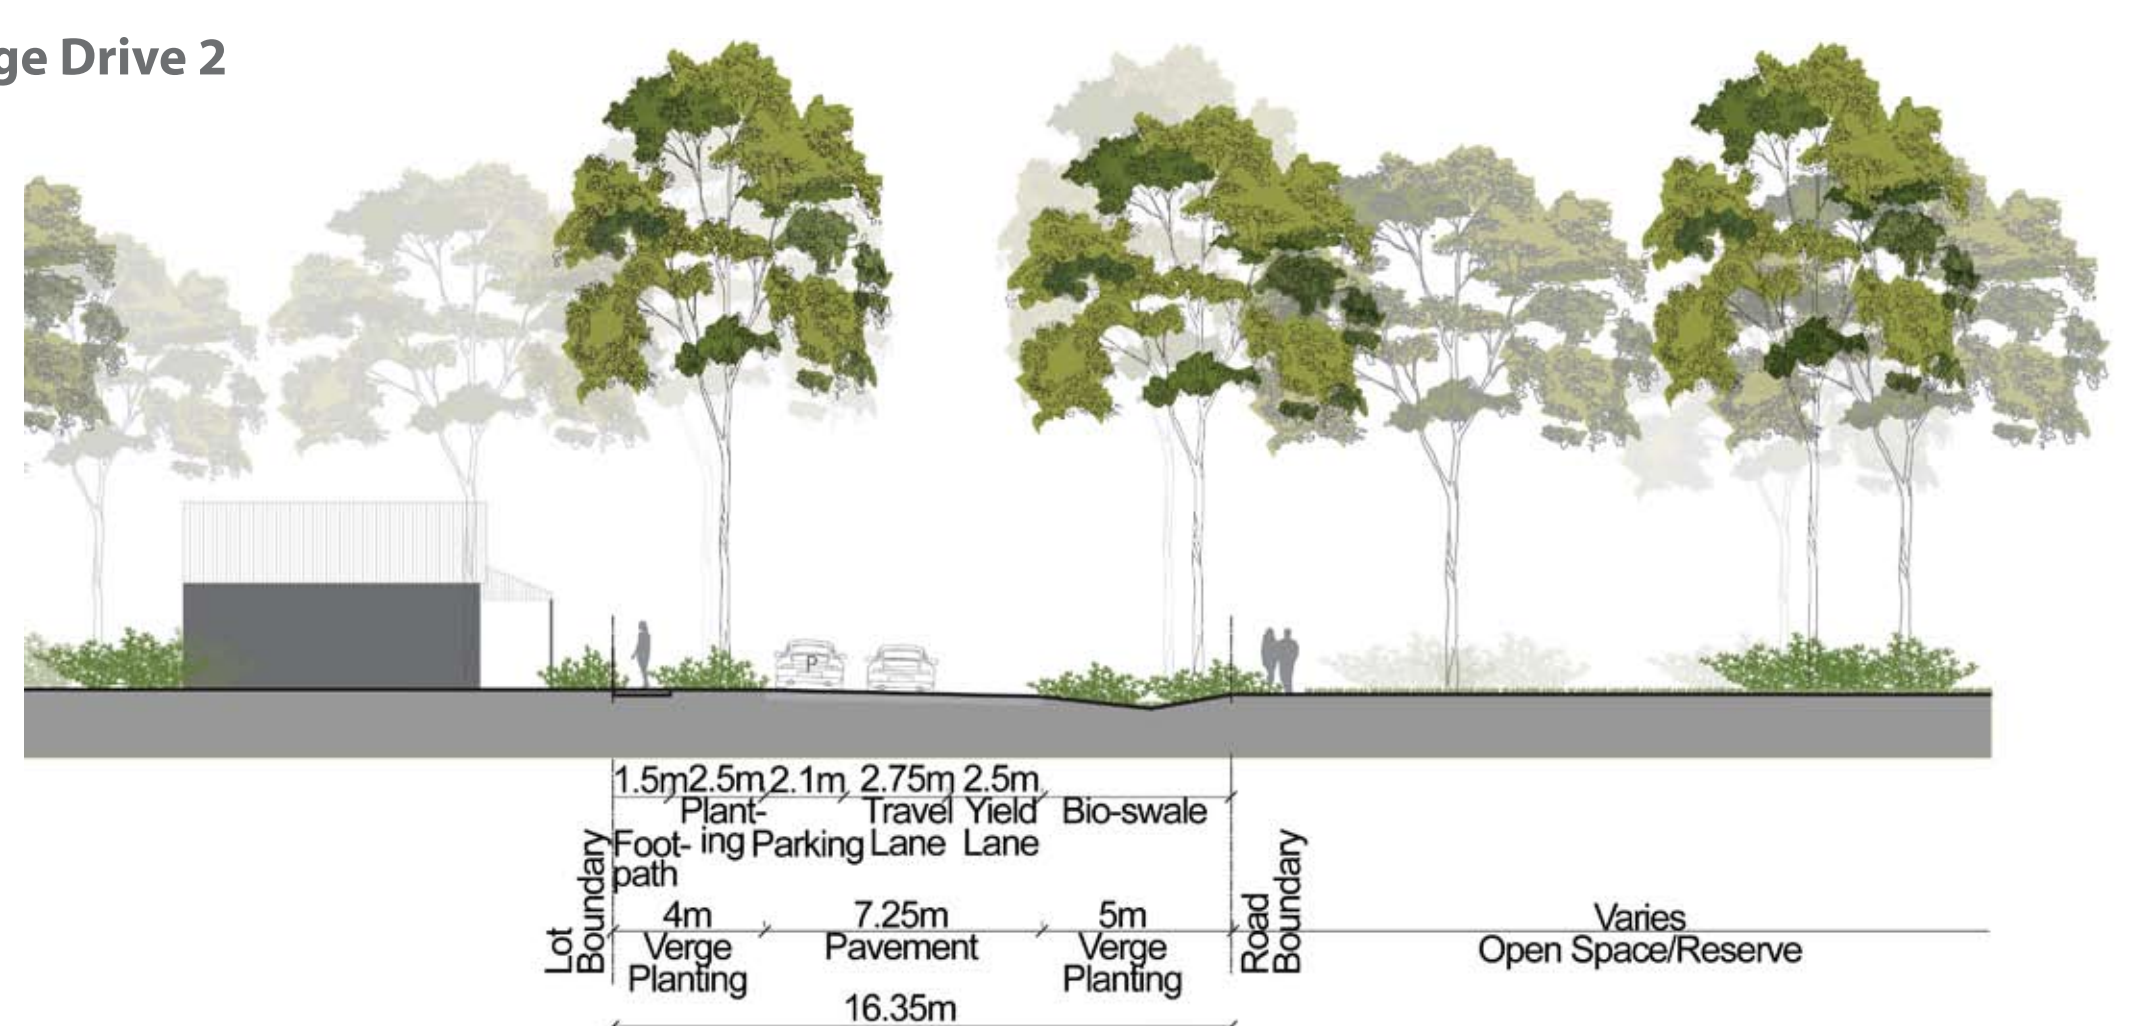 ge Drive 2
P
1.5m 2.5m 2.1m 2.75m 2.5m
Plant- Travel Yield Bio-swale
Foot- ing Parking Lane Lane
path
Lot
Boundary
4m 7.25m 5m
Verge Pavement Verge
Planting Planting
Road
Boundary
Varies
Open Space/Reserve
16.35m